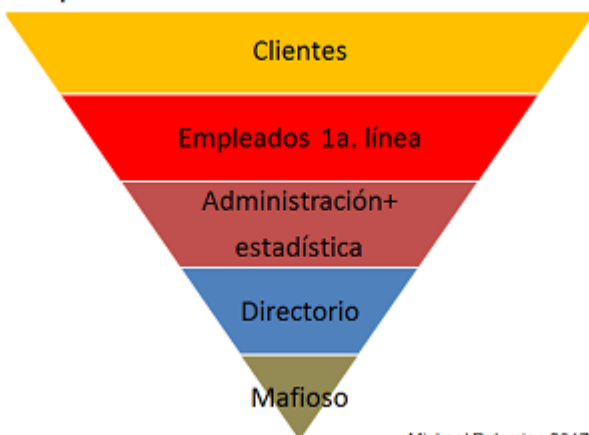 Clientes
Empleados 1a. línea
Administración+
estadística
Directorio
Mafioso